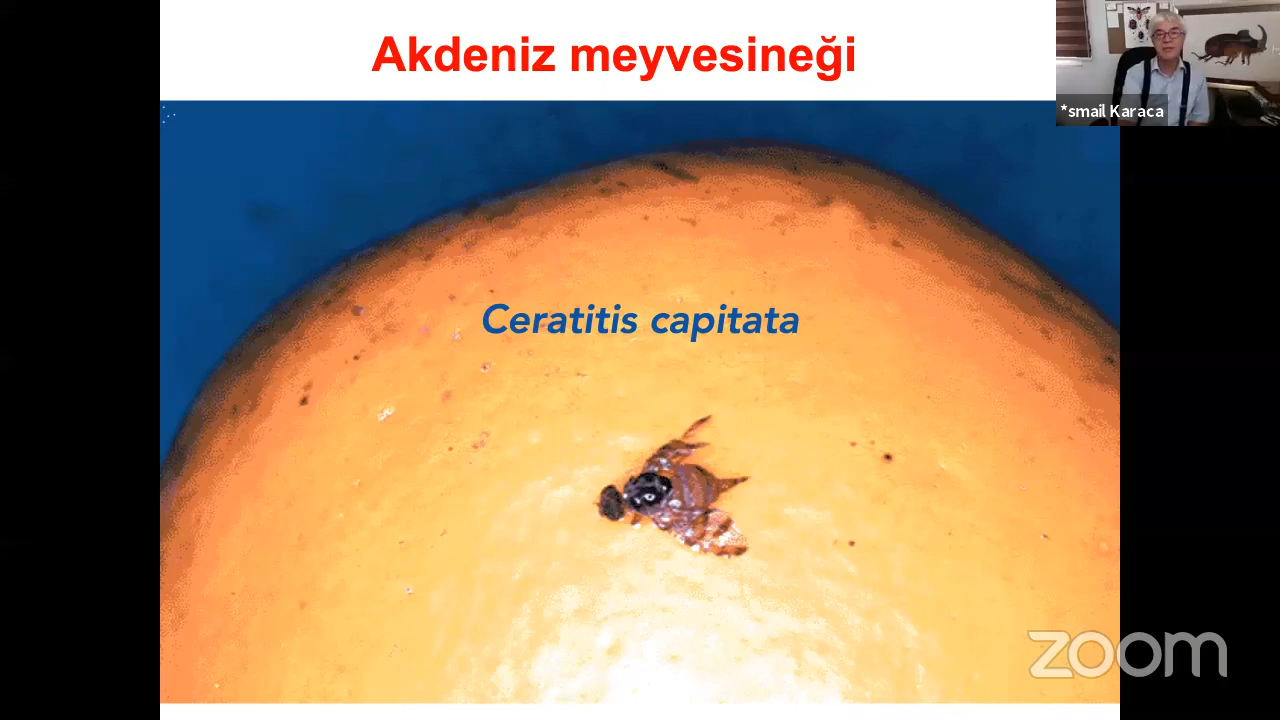 Akdeniz meyvesineği
*smail Karaca
Ceratitis capitata
zoom